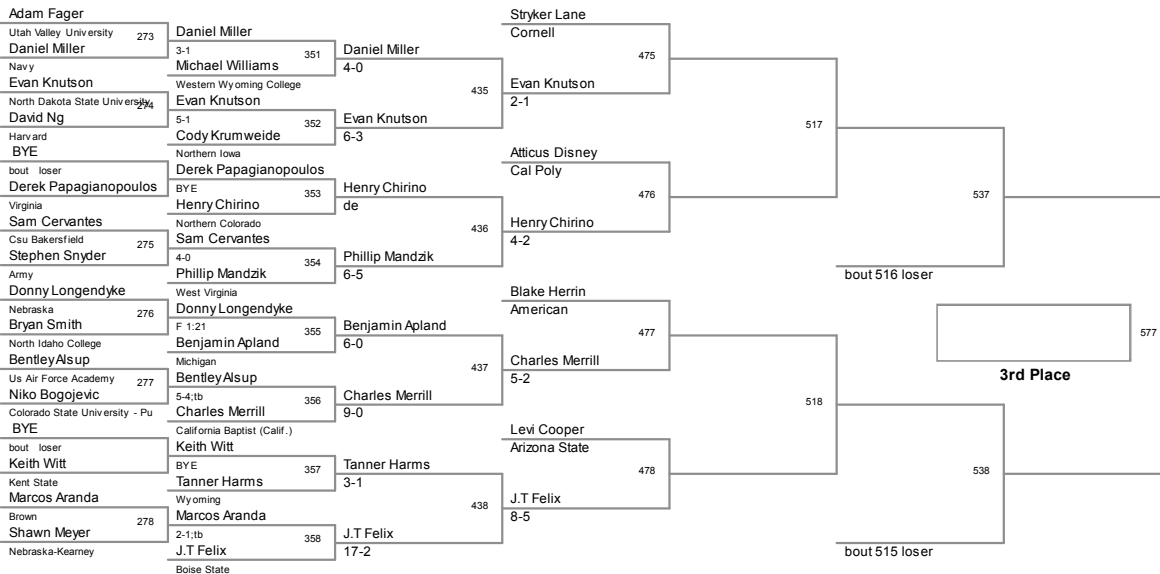 Adam Fager
Utah Valley University
273
Daniel Miller
Navy
Evan Knutson
North Dakota State University
274
David Ng
Harvard
BYE
bout loser
Derek Papagianopoulos
Virginia
Sam Cervantes
Csu Bakersfield
275
Stephen Snyder
Army
Donny Longendyke
Nebraska
276
Bryan Smith
North Idaho College
Bentley Alsup
Us Air Force Academy
277
Niko Bogojevic
Colorado State University - Pu
BYE
bout loser
Keith Witt
Kent State
Marcos Aranda
Brown
278
Shawn Meyer
Nebraska-Kearney
Daniel Miller
3-1
351
Michael Williams
Western Wyoming College
Evan Knutson
5-1
352
Cody Krumweide
Northern Iowa
Derek Papagianopoulos
BYE
353
Henry Chirino
Northern Colorado
Sam Cervantes
4-0
354
Phillip Mandzik
West Virginia
Donny Longendyke
F 1:21
355
Benjamin Apland
Michigan
Bentley Alsup
5-4;tb
356
Charles Merrill
California Baptist (Calif.)
Keith Witt
BYE
357
Tanner Harms
Wyoming
Marcos Aranda
2-1;tb
358
J.T Felix
Boise State
Daniel Miller
4-0
435
Evan Knutson
6-3
Henry Chirino
de
436
Phillip Mandzik
6-5
Benjamin Apland
6-0
437
Charles Merrill
9-0
Tanner Harms
3-1
438
J.T Felix
17-2
Stryker Lane
Cornell
475
Evan Knutson
2-1
Atticus Disney
Cal Poly
476
Henry Chirino
4-2
Blake Herrin
American
477
Charles Merrill
5-2
Levi Cooper
Arizona State
478
J.T Felix
8-5
517
518
537
bout 516 loser
538
bout 515 loser
577
3rd Place